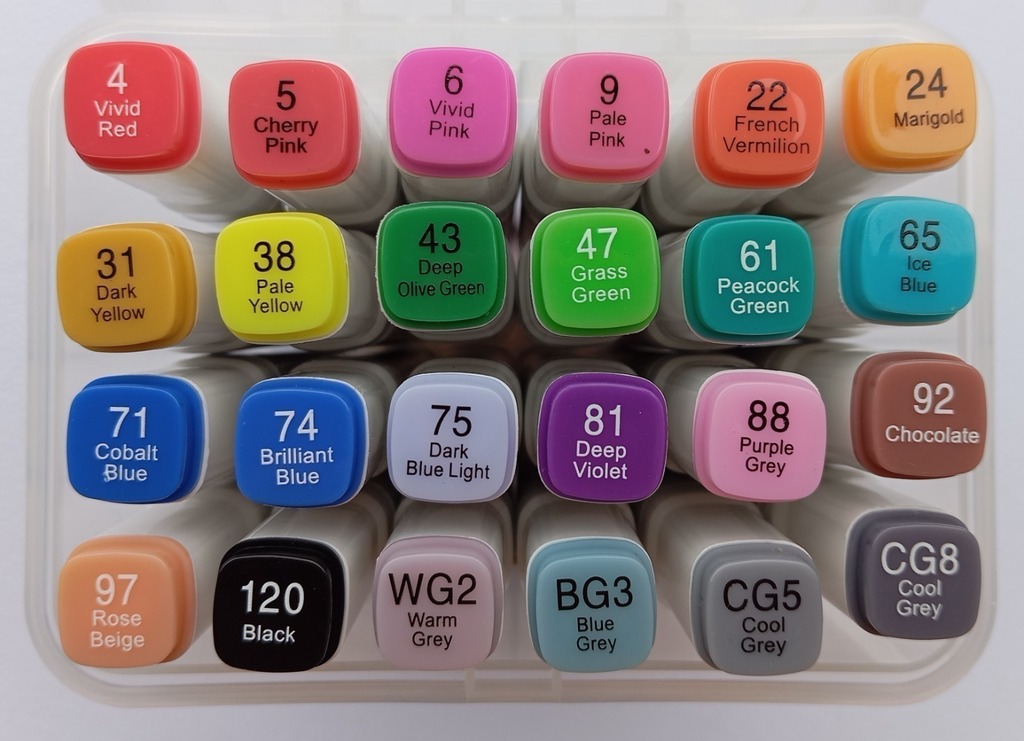 4
Vivid
Red
5
Cherry
Pink
6
Vivid
Pink
9
Pale
Pink
22
French
Vermilion
24
Marigold
31
Dark
Yellow
38
Pale
Yellow
43
Deep
Olive Green
47
Grass
Green
61
Peacock
Green
65
Ice
Blue
71
Cobalt
Blue
74
Brilliant
Blue
75
Dark
Blue Light
81
Deep
Violet
88
Purple
Grey
92
Chocolate
97
Rose
Beige
120
Black
WG2
Warm
Grey
BG3
Blue
Grey
CG5
Cool
Grey
CG8
Cool
Grey